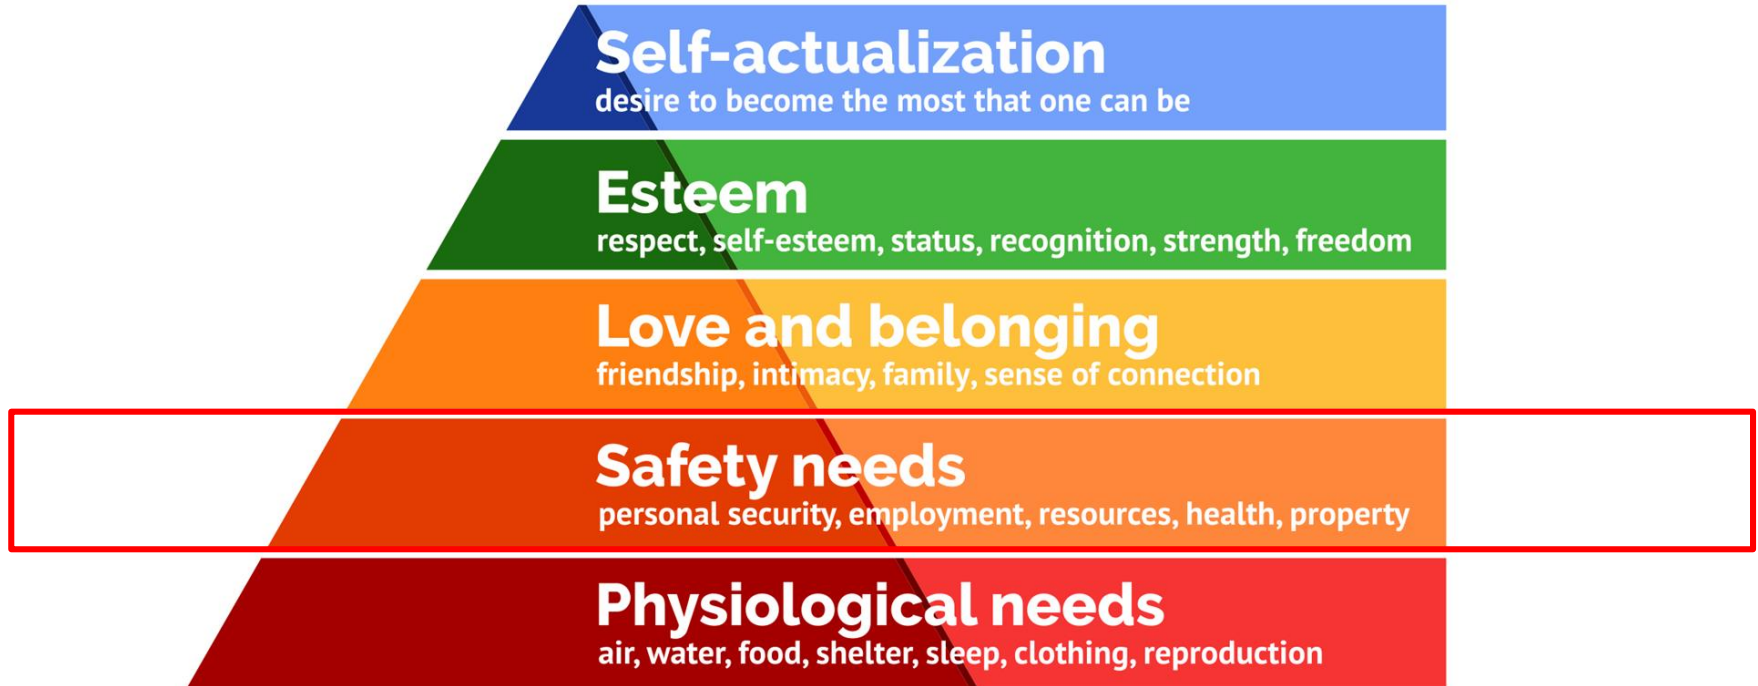 Self-actualization
desire to become the most that one can be
Esteem
respect, self-esteem, status, recognition, strength, freedom
Love and belonging
friendship, intimacy, family, sense of connection
Safety needs
personal security, employment, resources, health, property
Physiological needs
air, water, food, shelter, sleep, clothing, reproduction